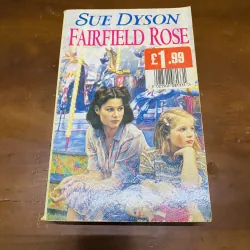 SUE DYSON
FAIRFIELD ROSE
£1.99